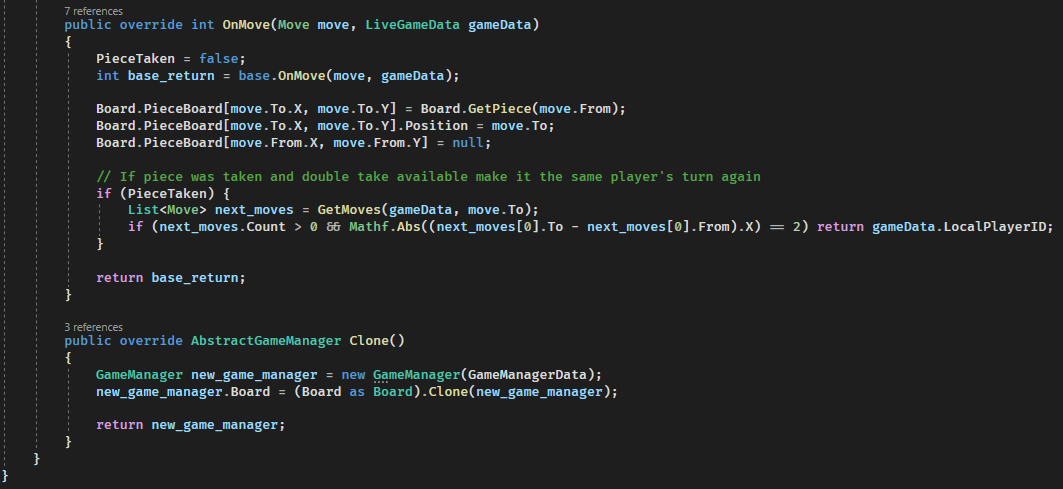 7 references
public override int OnMove(Move move, LiveGameData gameData)
{
PieceTaken = false;
int base_return = base.OnMove(move, gameData);
Board.PieceBoard[move.To.X, move.To.Y] = Board.GetPiece(move.From);
Board.PieceBoard[move.To.X, move.To.Y].Position = move.To;
Board.PieceBoard[move.From.X, move.From.Y] = null;
// If piece was taken and double take available make it the same player's turn again
if (PieceTaken) {
List<Move> next_moves = GetMoves(gameData, move.To);
if (next_moves.Count > 0 && Mathf.Abs((next_moves[0].To - next_moves[0].From).X) == 2) return gameData.LocalPlayerID;
}
return base_return;
}
3 references
public override AbstractGameManager Clone()
{
GameManager new_game_manager = new GameManager(GameManagerData);
new_game_manager.Board = (Board as Board).Clone(new_game_manager);
return new_game_manager;
}
}
}